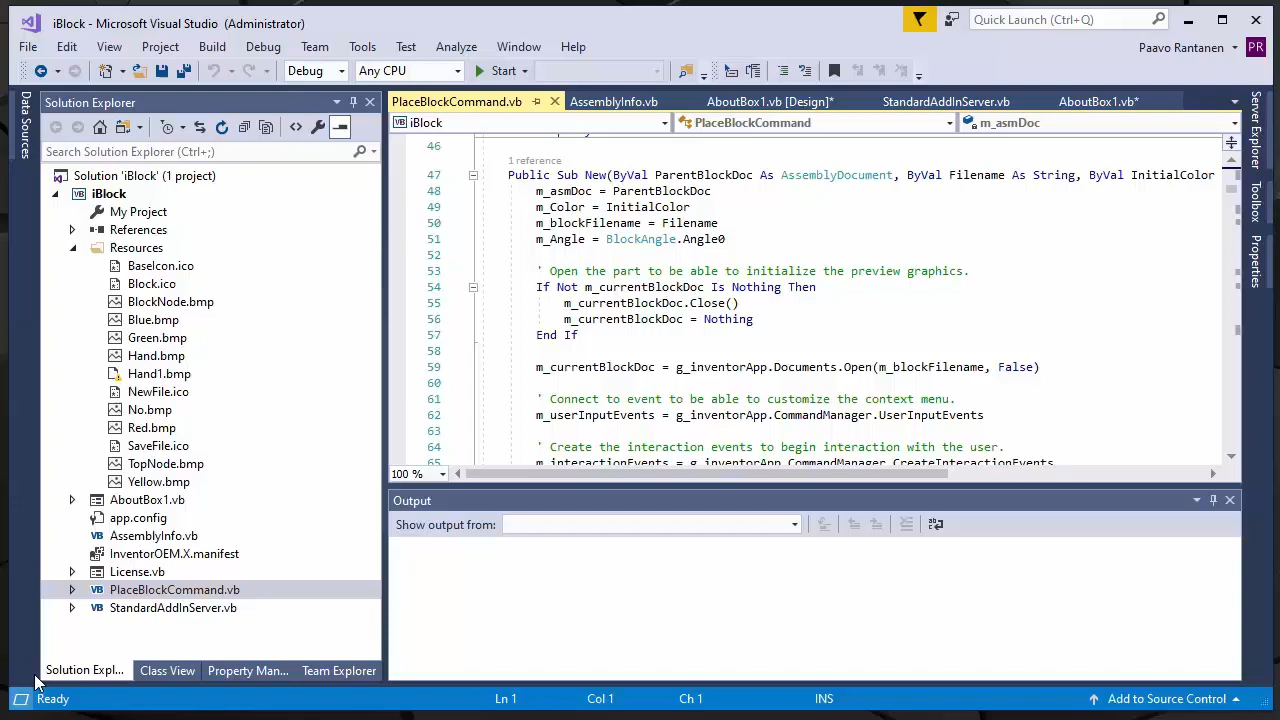 iBlock - Microsoft Visual Studio (Administrator)
Quick Launch (Ctrl+Q)
File Edit View Project Build Debug Team Tools Test Analyze Window Help
Paavo Rantanen PR
Debug Any CPU Start
Data Sources
Solution Explorer
Search Solution Explorer (Ctrl+;)
Solution 'iBlock' (1 project)
iBlock
My Project
References
Resources
BaseIcon.ico
Block.ico
BlockNode.bmp
Blue.bmp
Green.bmp
Hand.bmp
Hand1.bmp
NewFile.ico
No.bmp
Red.bmp
SaveFile.ico
TopNode.bmp
Yellow.bmp
AboutBox1.vb
app.config
AssemblyInfo.vb
InventorOEM.X.manifest
License.vb
VB PlaceBlockCommand.vb
VB StandardAddInServer.vb
Solution Expl... Class View Property Man... Team Explorer
PlaceBlockCommand.vb AssemblyInfo.vb AboutBox1.vb [Design]* StandardAddInServer.vb AboutBox1.vb*
iBlock PlaceBlockCommand m_asmDoc
46
1 reference
47 Public Sub New(ByVal ParentBlockDoc As AssemblyDocument, ByVal Filename As String, ByVal InitialColor
48 m_asmDoc = ParentBlockDoc
49 m_Color = InitialColor
50 m_blockFilename = Filename
51 m_Angle = BlockAngle.Angle0
52
53 ' Open the part to be able to initialize the preview graphics.
54 If Not m_currentBlockDoc Is Nothing Then
55 m_currentBlockDoc.Close()
56 m_currentBlockDoc = Nothing
57 End If
58
59 m_currentBlockDoc = g_inventorApp.Documents.Open(m_blockFilename, False)
60
61 ' Connect to event to be able to customize the context menu.
62 m_userInputEvents = g_inventorApp.CommandManager.UserInputEvents
63
64 ' Create the interaction events to begin interaction with the user.
65 m_interactionEvents = g_inventorApp.CommandManager.CreateInteractionEvents
100 %
Output
Show output from:
Server Explorer
Toolbox
Properties
Ready Ln 1 Col 1 Ch 1 INS Add to Source Control